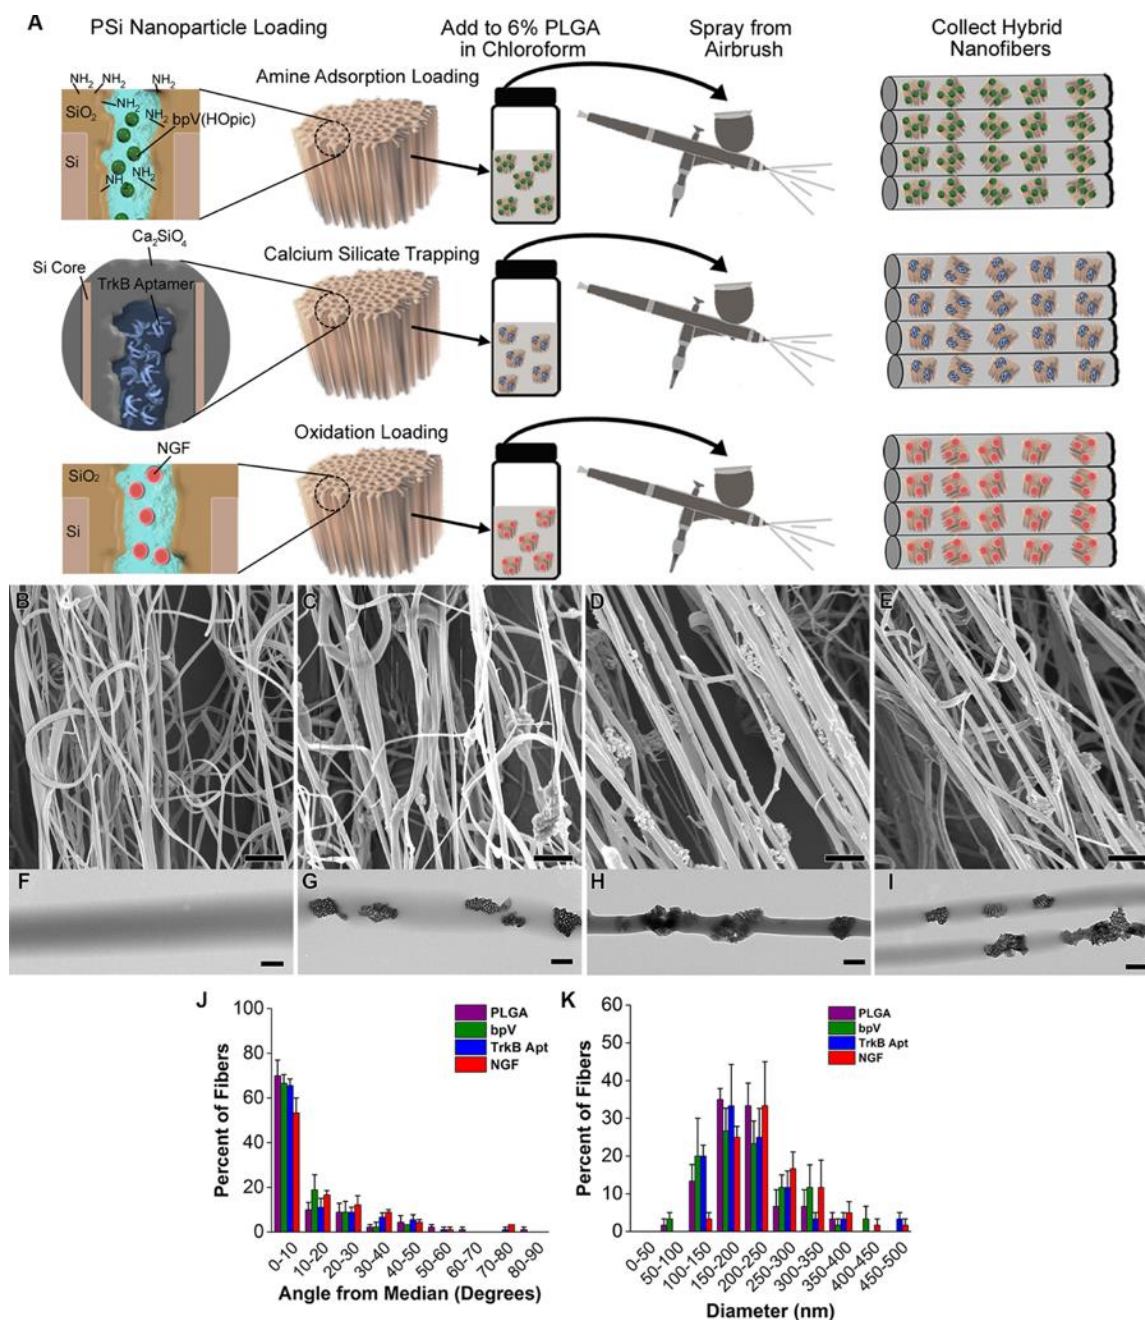 A
PSi Nanoparticle Loading
Add to 6% PLGA
in Chloroform
Spray from
Airbrush
Collect Hybrid
Nanofibers
NH2 NH2 NH2
Amine Adsorption Loading
SiO2
NH2
NH2
bpV(HOpic)
Si
NH
NH2
Ca2SiO4
Si Core
TrkB Aptamer
Calcium Silicate Trapping
NGF
Oxidation Loading
SiO2
Si
B
C
D
E
F
G
H
I
J
100
80
60
40
20
0
Percent of Fibers
PLGA
bpV
TrkB Apt
NGF
0-10
10-20
20-30
30-40
40-50
50-60
60-70
70-80
80-90
Angle from Median (Degrees)
K
60
50
40
30
20
10
0
Percent of Fibers
PLGA
bpV
TrkB Apt
NGF
0-50
50-100
100-150
150-200
200-250
250-300
300-350
350-400
400-450
450-500
Diameter (nm)